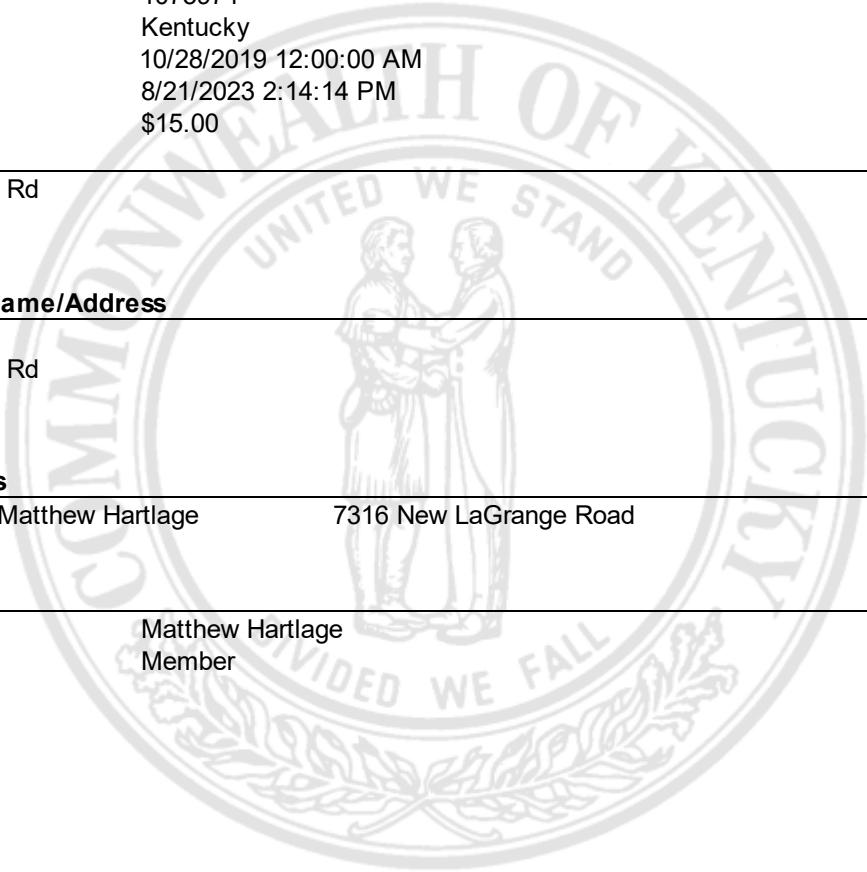 Kentucky
10/28/2019 12:00:00 AM
8/21/2023 2:14:14 PM
$15.00
Rd
ame/Address
Rd
s
Matthew Hartlage 7316 New LaGrange Road
Matthew Hartlage
Member
COMMONWEALTH OF KENTUCKY
UNITED WE STAND
DIVIDED WE FALL